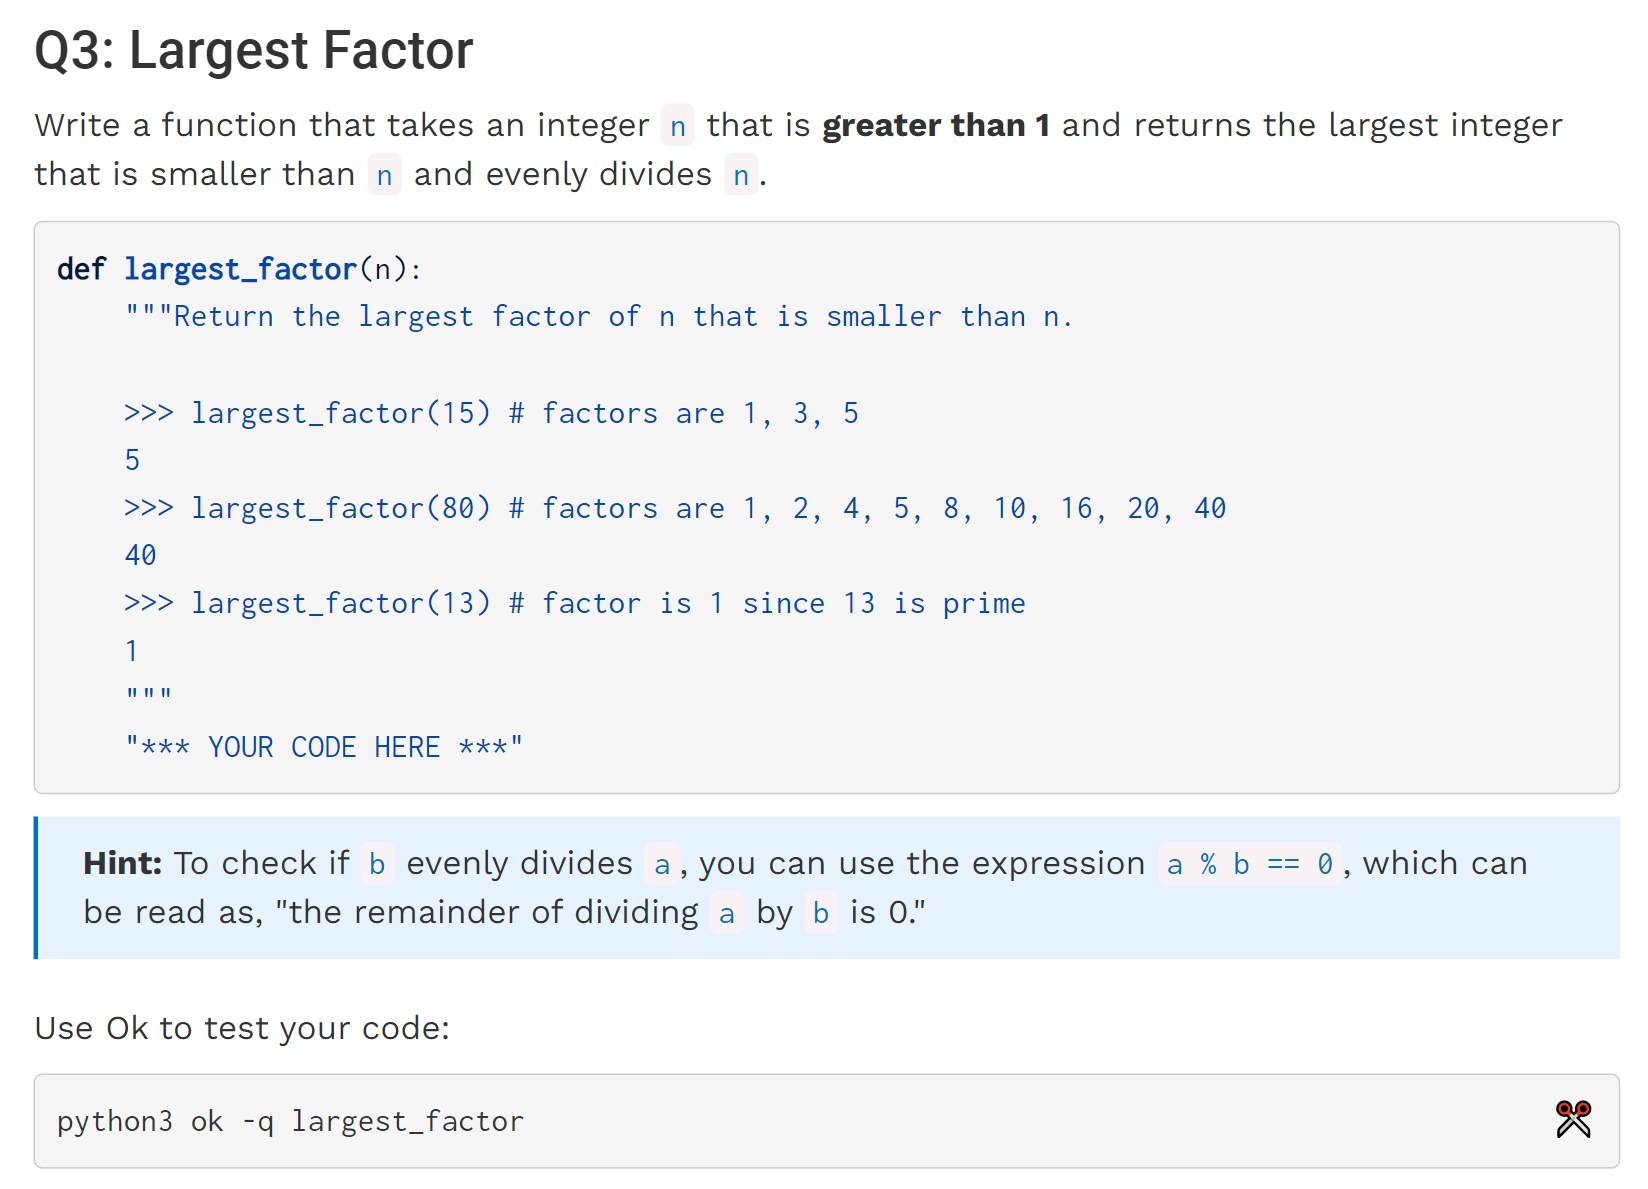 Q3: Largest Factor
Write a function that takes an integer n that is greater than 1 and returns the largest integer
that is smaller than n and evenly divides n.
def largest_factor(n):
    """Return the largest factor of n that is smaller than n.

    >>> largest_factor(15) # factors are 1, 3, 5
    5
    >>> largest_factor(80) # factors are 1, 2, 4, 5, 8, 10, 16, 20, 40
    40
    >>> largest_factor(13) # factor is 1 since 13 is prime
    1
    """
    "*** YOUR CODE HERE ***"
Hint: To check if b evenly divides a, you can use the expression a % b == 0, which can
be read as, "the remainder of dividing a by b is 0."
Use Ok to test your code:
python3 ok -q largest_factor